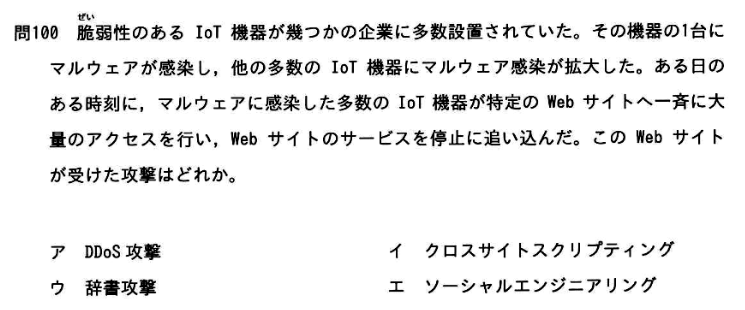 ぜい
問100 脆弱性のある IoT 機器が幾つかの企業に多数設置されていた。その機器の1台に
マルウェアが感染し，他の多数の IoT 機器にマルウェア感染が拡大した。ある日の
ある時刻に，マルウェアに感染した多数の IoT 機器が特定の Web サイトへ一斉に大
量のアクセスを行い，Web サイトのサービスを停止に追い込んだ。この Web サイト
が受けた攻撃はどれか。
ア DDoS 攻撃 イ クロスサイトスクリプティング
ウ 辞書攻撃 エ ソーシャルエンジニアリング